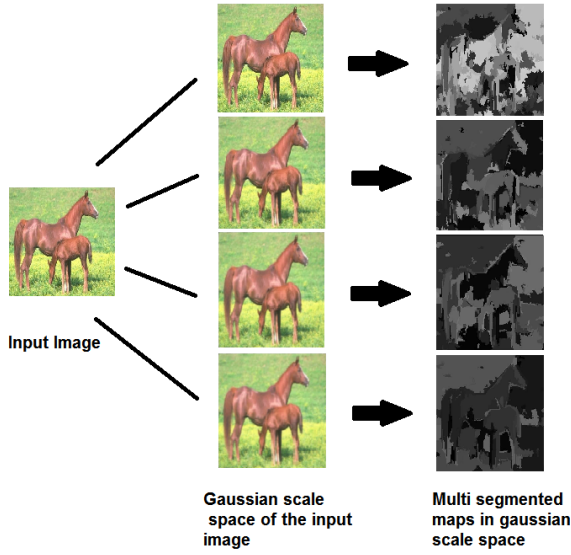 Input Image
Gaussian scale
space of the input
image
Multi segmented
maps in gaussian
scale space